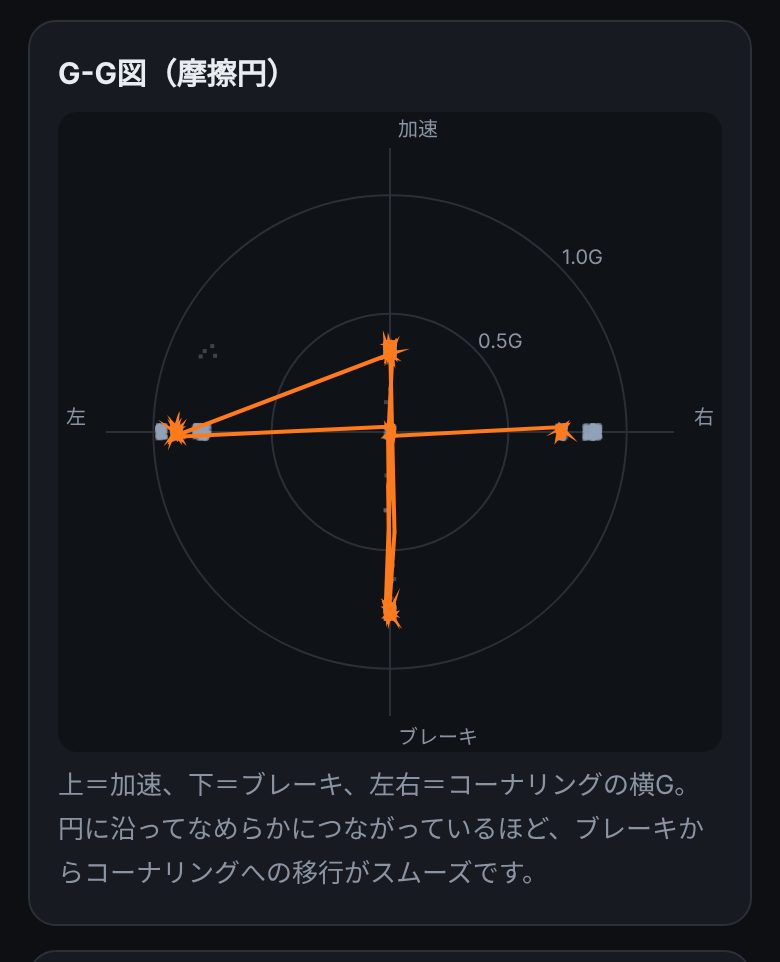 G-G図（摩擦円）
加速
1.0G
0.5G
左
右
ブレーキ
上＝加速、下＝ブレーキ、左右＝コーナリングの横G。
円に沿ってなめらかにつながっているほど、ブレーキか
らコーナリングへの移行がスムーズです。